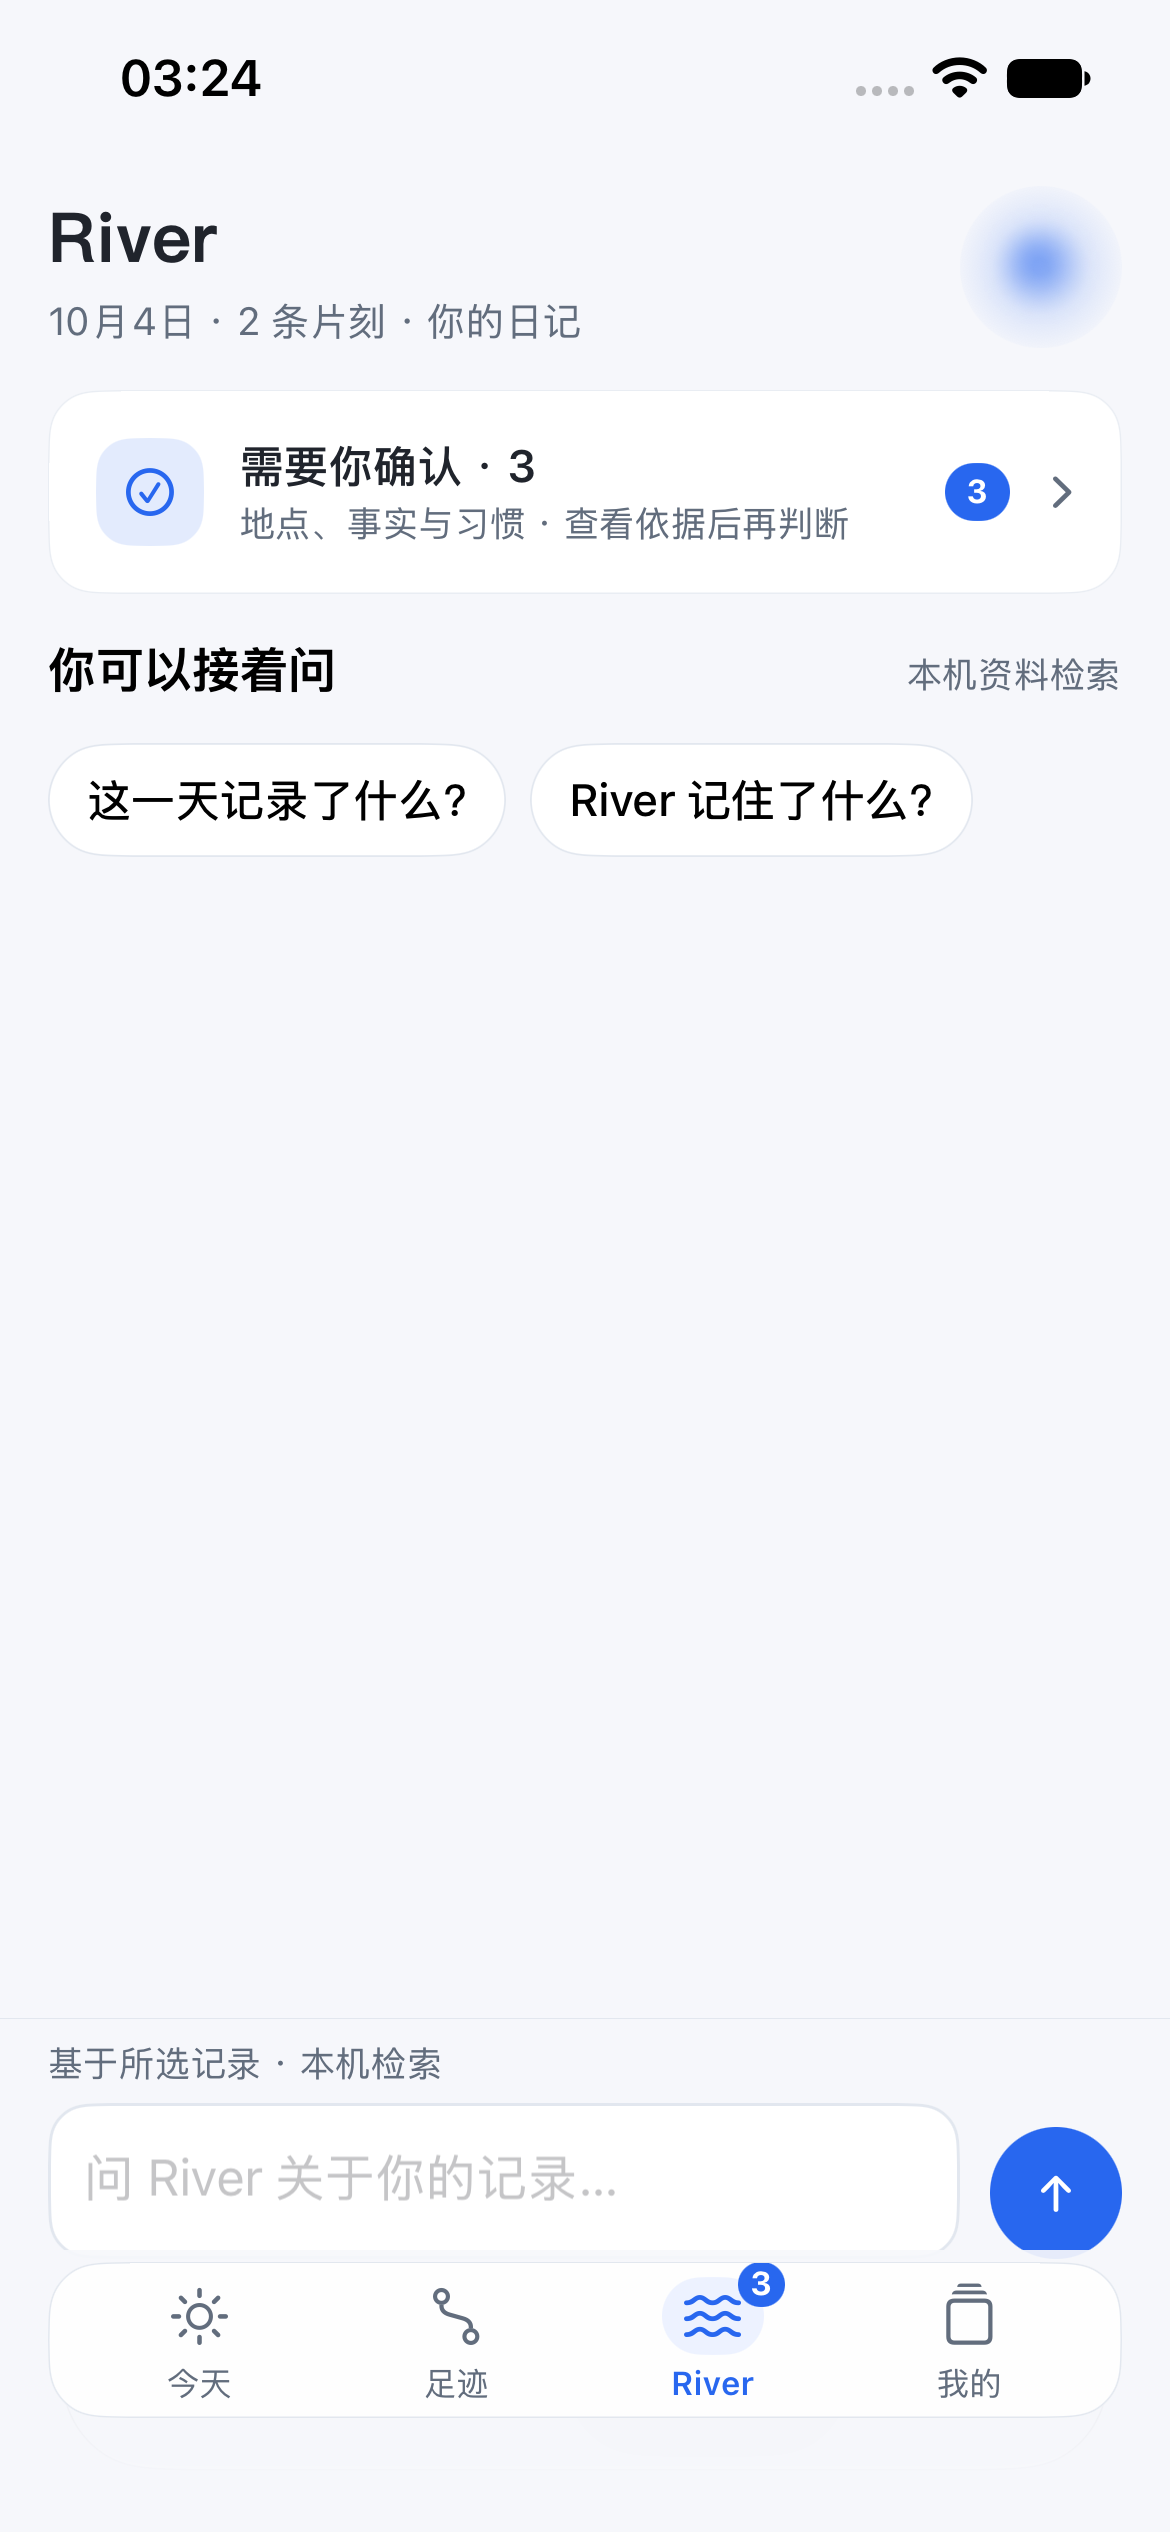 03:24
River
10月4日 · 2 条片刻 · 你的日记
需要你确认 · 3
地点、事实与习惯 · 查看依据后再判断
3
你可以接着问
本机资料检索
这一天记录了什么?
River 记住了什么?
基于所选记录 · 本机检索
问 River 关于你的记录...
3
今天
足迹
River
我的